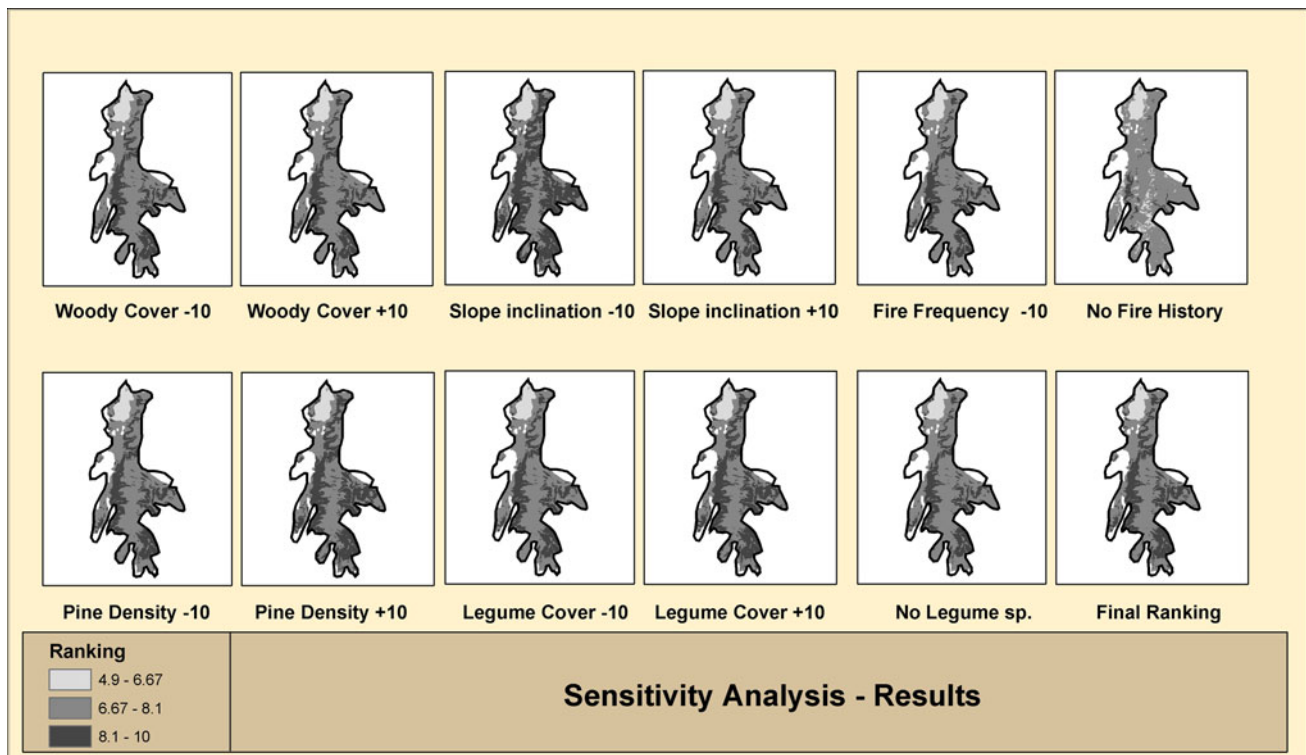 Woody Cover -10
Woody Cover +10
Slope inclination -10
Slope inclination +10
Fire Frequency -10
No Fire History
Pine Density -10
Pine Density +10
Legume Cover -10
Legume Cover +10
No Legume sp.
Final Ranking
Ranking
4.9 - 6.67
6.67 - 8.1
8.1 - 10
Sensitivity Analysis - Results